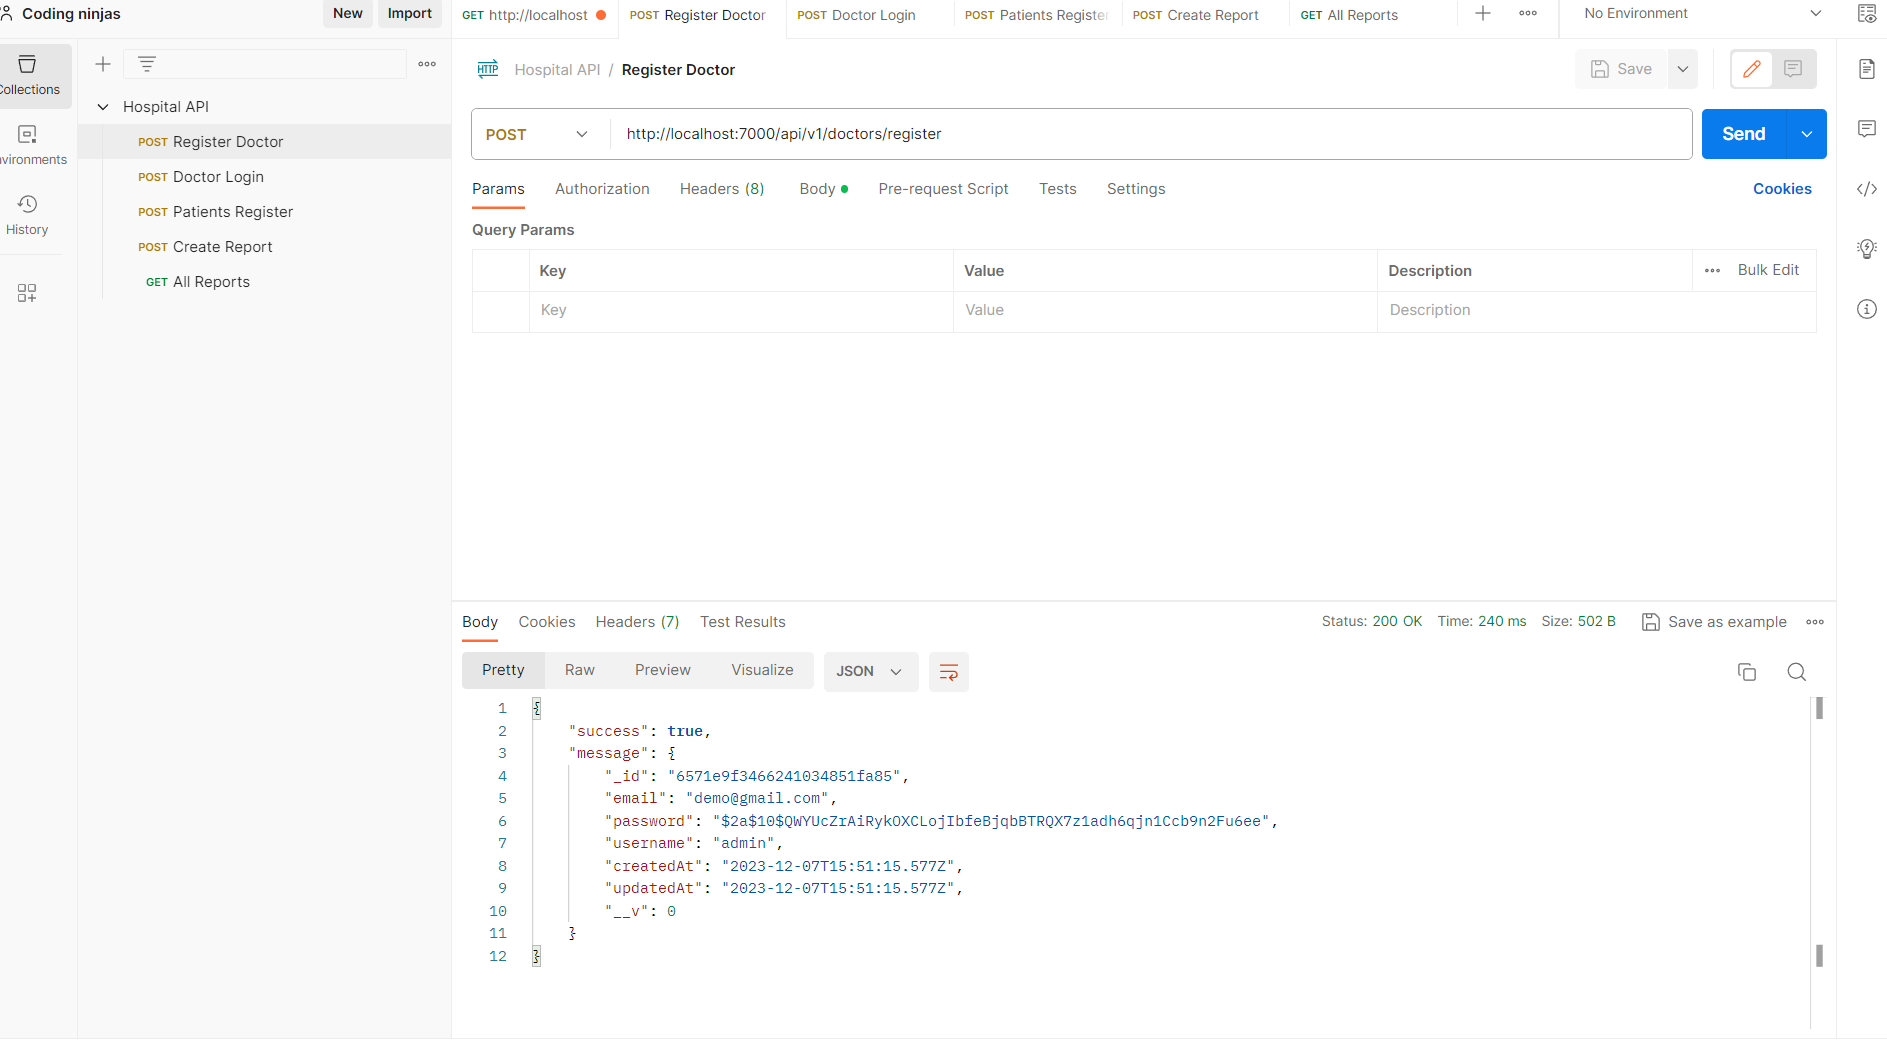 Coding ninjas
New
Import
GET http://localhost
POST Register Doctor
POST Doctor Login
POST Patients Register
POST Create Report
GET All Reports
No Environment
Collections
Environments
History
Hospital API
POST Register Doctor
POST Doctor Login
POST Patients Register
POST Create Report
GET All Reports
HTTP Hospital API / Register Doctor
Save
POST http://localhost:7000/api/v1/doctors/register
Send
Params Authorization Headers (8) Body Pre-request Script Tests Settings Cookies
Query Params
Key Value Description Bulk Edit
Key Value Description
Body Cookies Headers (7) Test Results Status: 200 OK Time: 240 ms Size: 502 B Save as example
Pretty Raw Preview Visualize JSON
1 {
2 "success": true,
3 "message": {
4 "_id": "6571e9f3466241034851fa85",
5 "email": "demo@gmail.com",
6 "password": "$2a$10$QWYUcZrAiRykOXCLojIbfeBjqbBTRQX7z1adh6qjn1Ccb9n2Fu6ee",
7 "username": "admin",
8 "createdAt": "2023-12-07T15:51:15.577Z",
9 "updatedAt": "2023-12-07T15:51:15.577Z",
10 "__v": 0
11 }
12 }